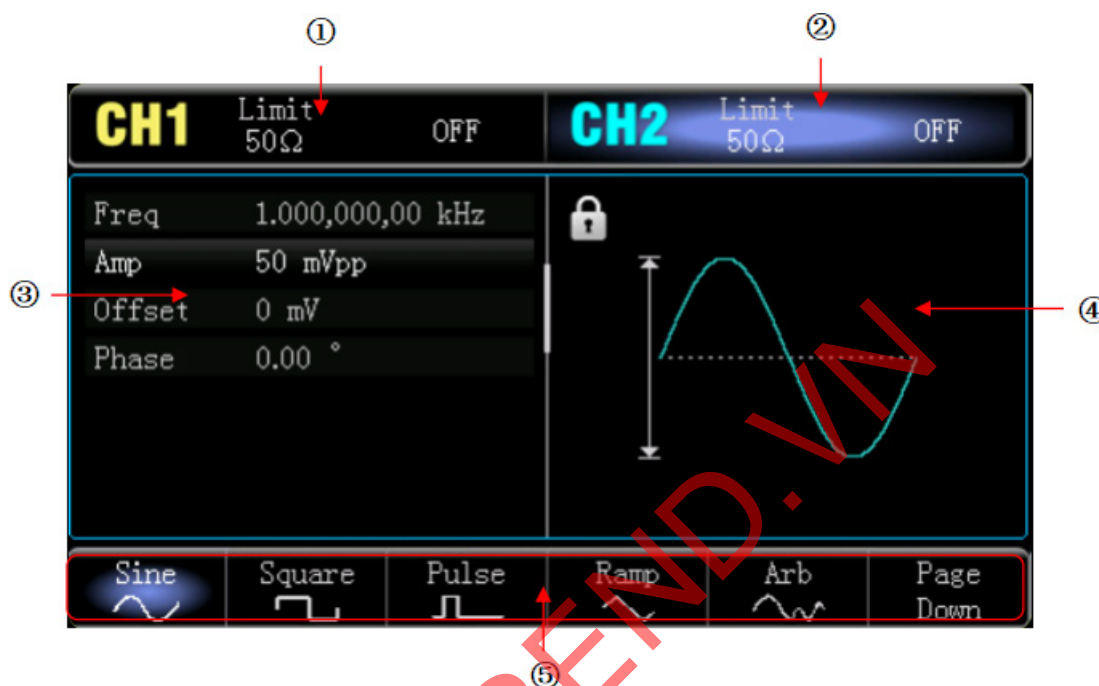 ① ②
CH1 Limit 50Ω OFF CH2 Limit 50Ω OFF
Freq 1.000,000,00 kHz
Amp 50 mVpp
③
Offset 0 mV
④
Phase 0.00 °
Sine Square Pulse Ramp Arb Page Down
⑤
END.VN